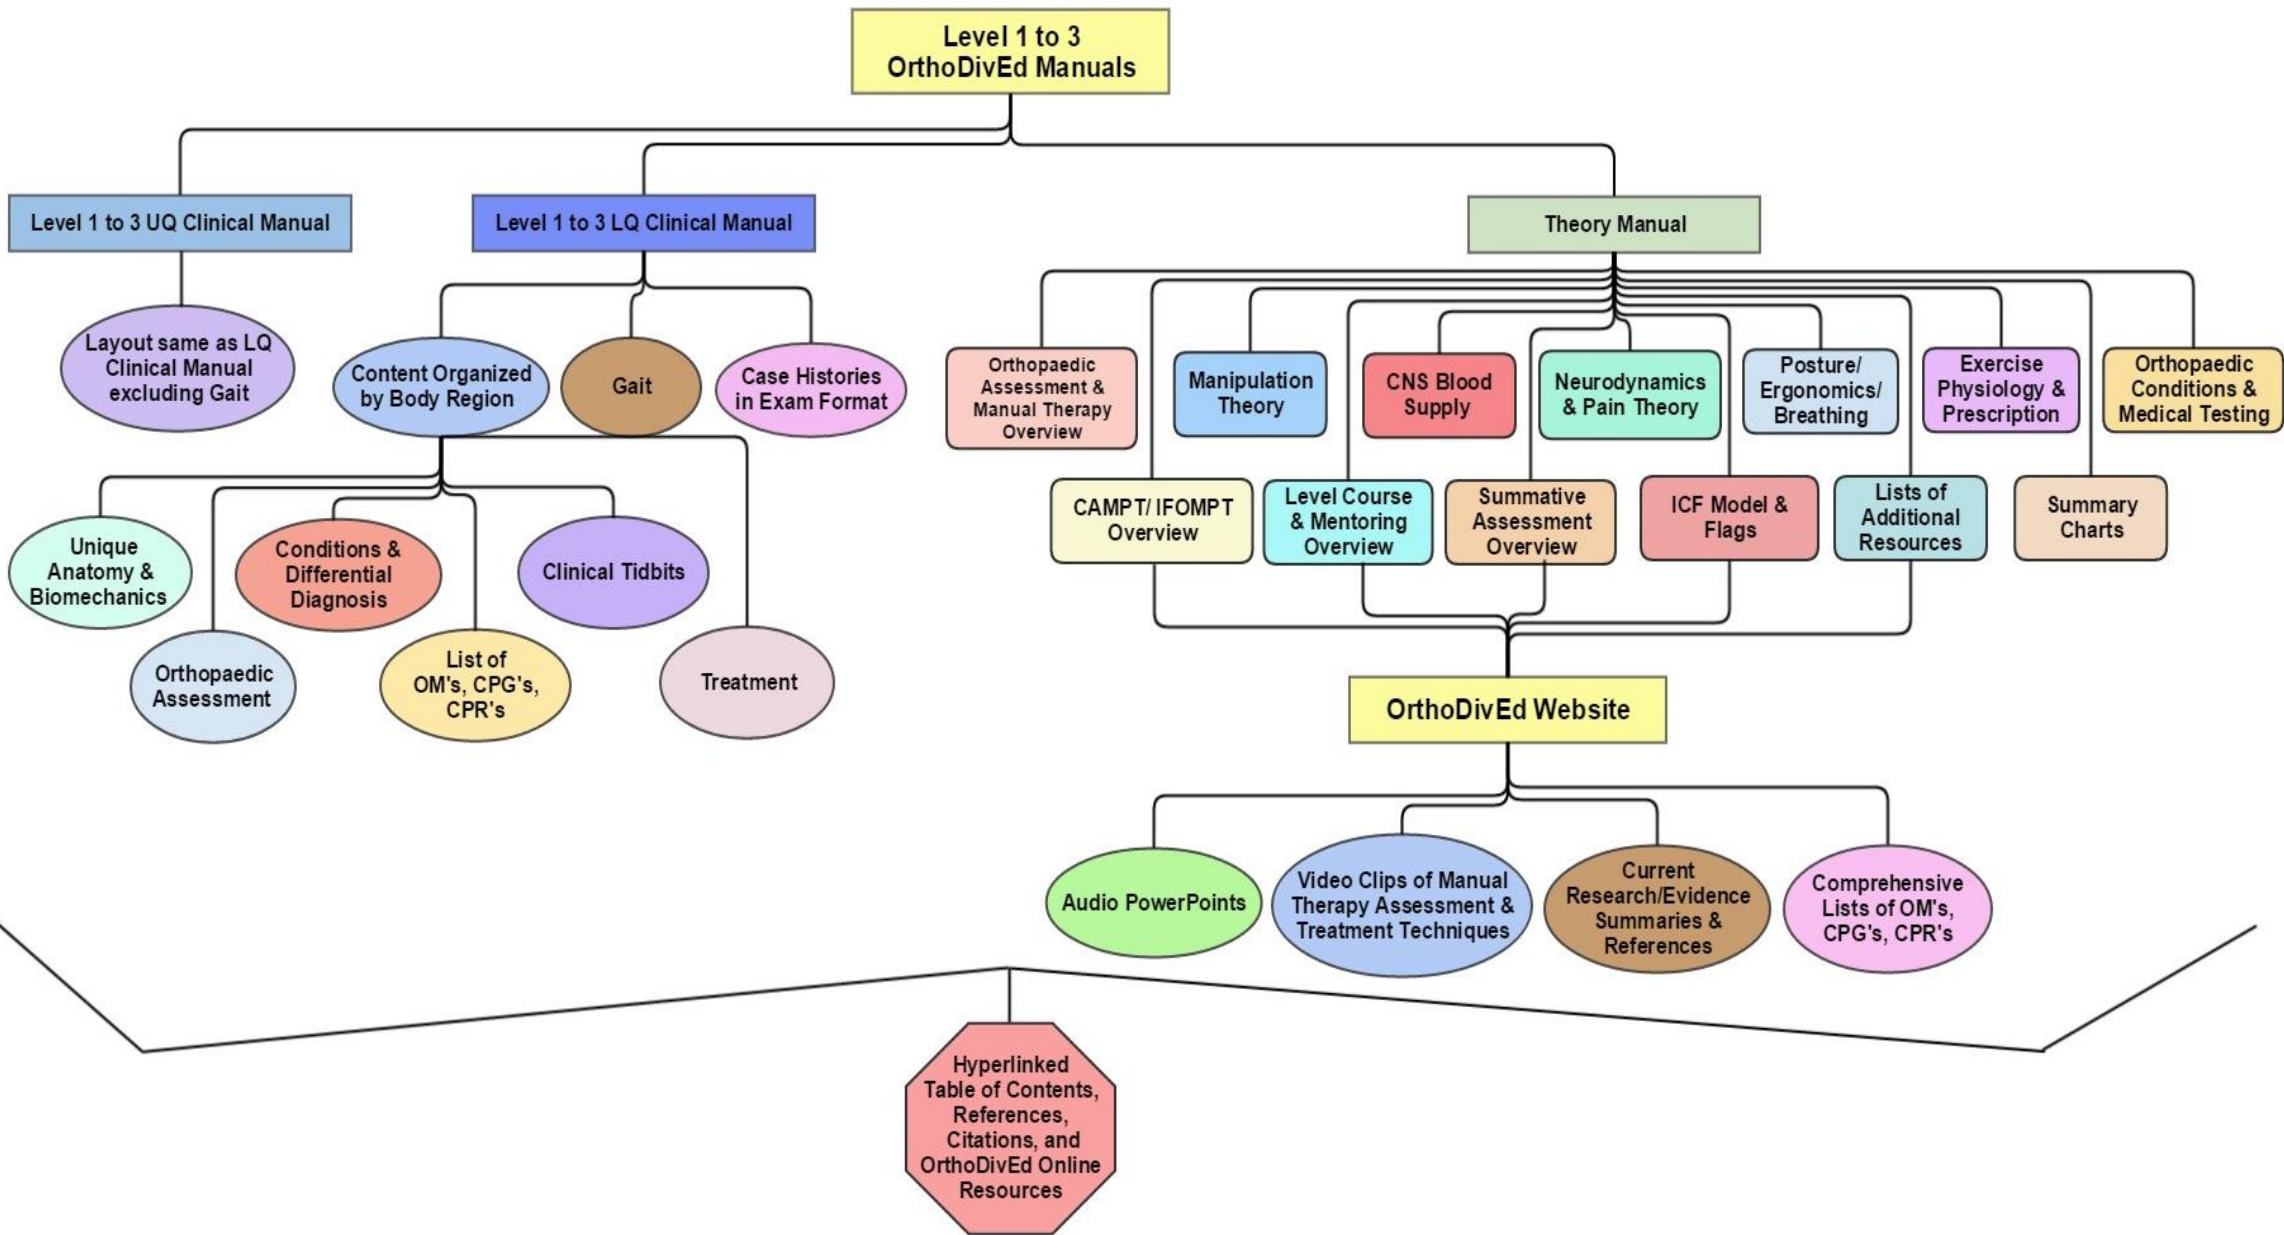 Level 1 to 3
OrthoDivEd Manuals
Level 1 to 3 UQ Clinical Manual
Level 1 to 3 LQ Clinical Manual
Theory Manual
Layout same as LQ
Clinical Manual
excluding Gait
Content Organized
by Body Region
Gait
Case Histories
in Exam Format
Orthopaedic
Assessment &
Manual Therapy
Overview
Manipulation
Theory
CNS Blood
Supply
Neurodynamics
& Pain Theory
Posture/
Ergonomics/
Breathing
Exercise
Physiology &
Prescription
Orthopaedic
Conditions &
Medical Testing
CAMPT/ IFOMPT
Overview
Level Course
& Mentoring
Overview
Summative
Assessment
Overview
ICF Model &
Flags
Lists of
Additional
Resources
Summary
Charts
Unique
Anatomy &
Biomechanics
Conditions &
Differential
Diagnosis
Clinical Tidbits
Orthopaedic
Assessment
List of
OM's, CPG's,
CPR's
Treatment
OrthoDivEd Website
Audio PowerPoints
Video Clips of Manual
Therapy Assessment &
Treatment Techniques
Current
Research/Evidence
Summaries &
References
Comprehensive
Lists of OM's,
CPG's, CPR's
Hyperlinked
Table of Contents,
References,
Citations, and
OrthoDivEd Online
Resources